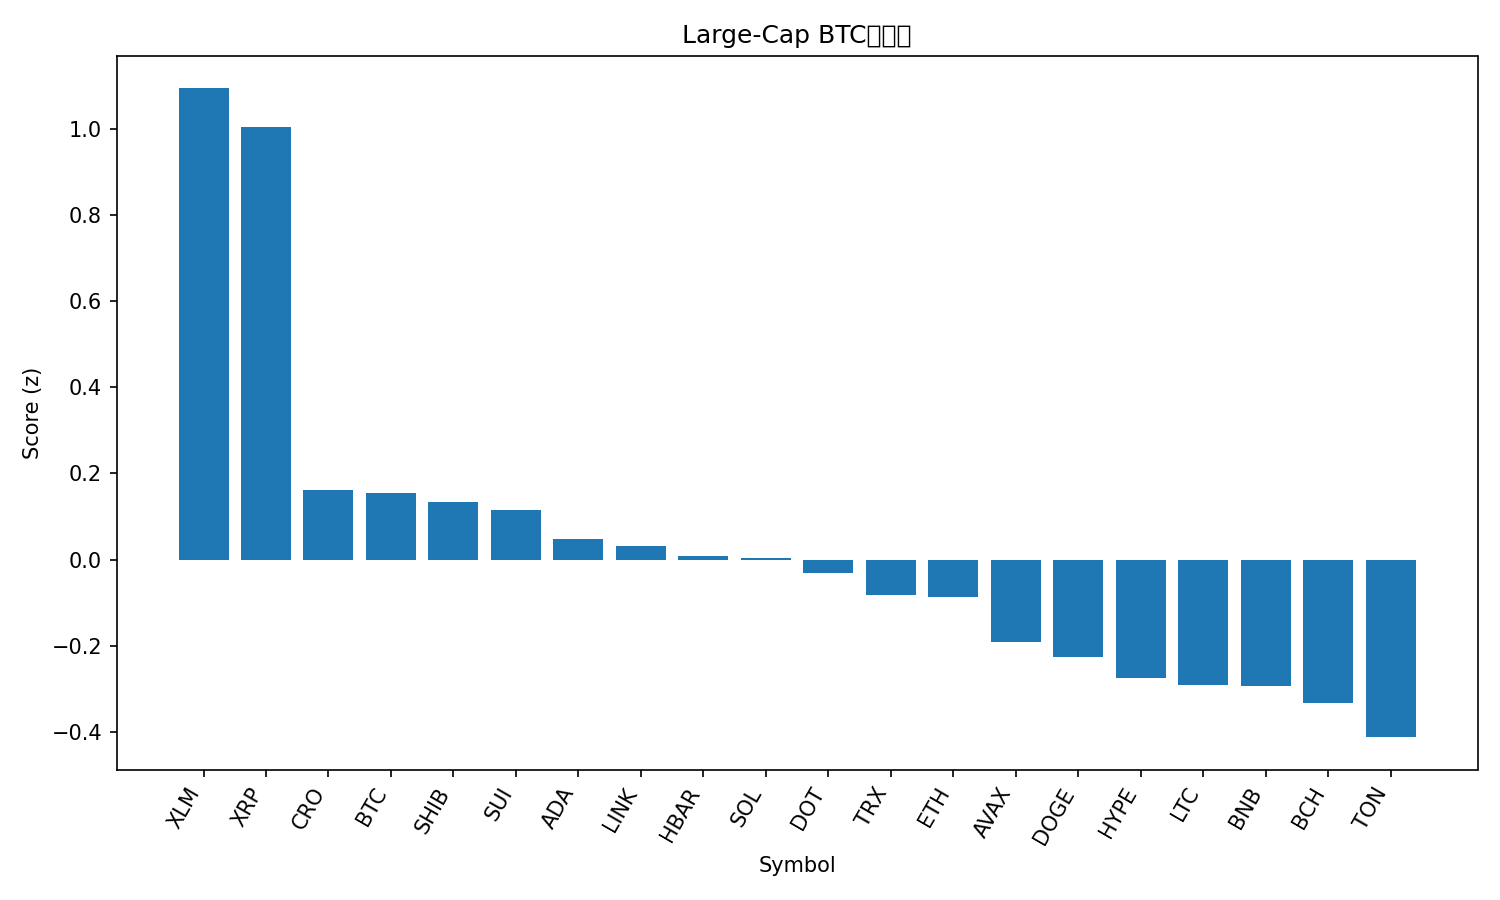 Large-Cap BTC
Score (z)
1.0
0.8
0.6
0.4
0.2
0.0
−0.2
−0.4
XLM
XRP
CRO
BTC
SHIB
SUI
ADA
LINK
HBAR
SOL
DOT
TRX
ETH
AVAX
DOGE
HYPE
LTC
BNB
BCH
TON
Symbol